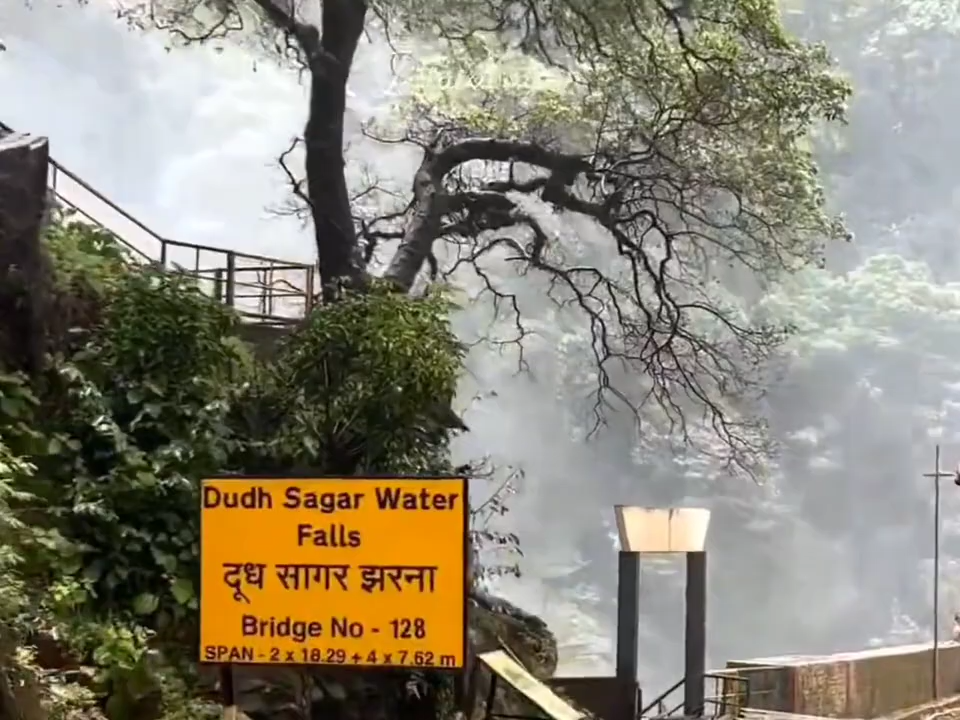 Dudh Sagar Water
Falls
दूध सागर झरना
Bridge No - 128
SPAN - 2 x 18.29 + 4 x 7.62 m